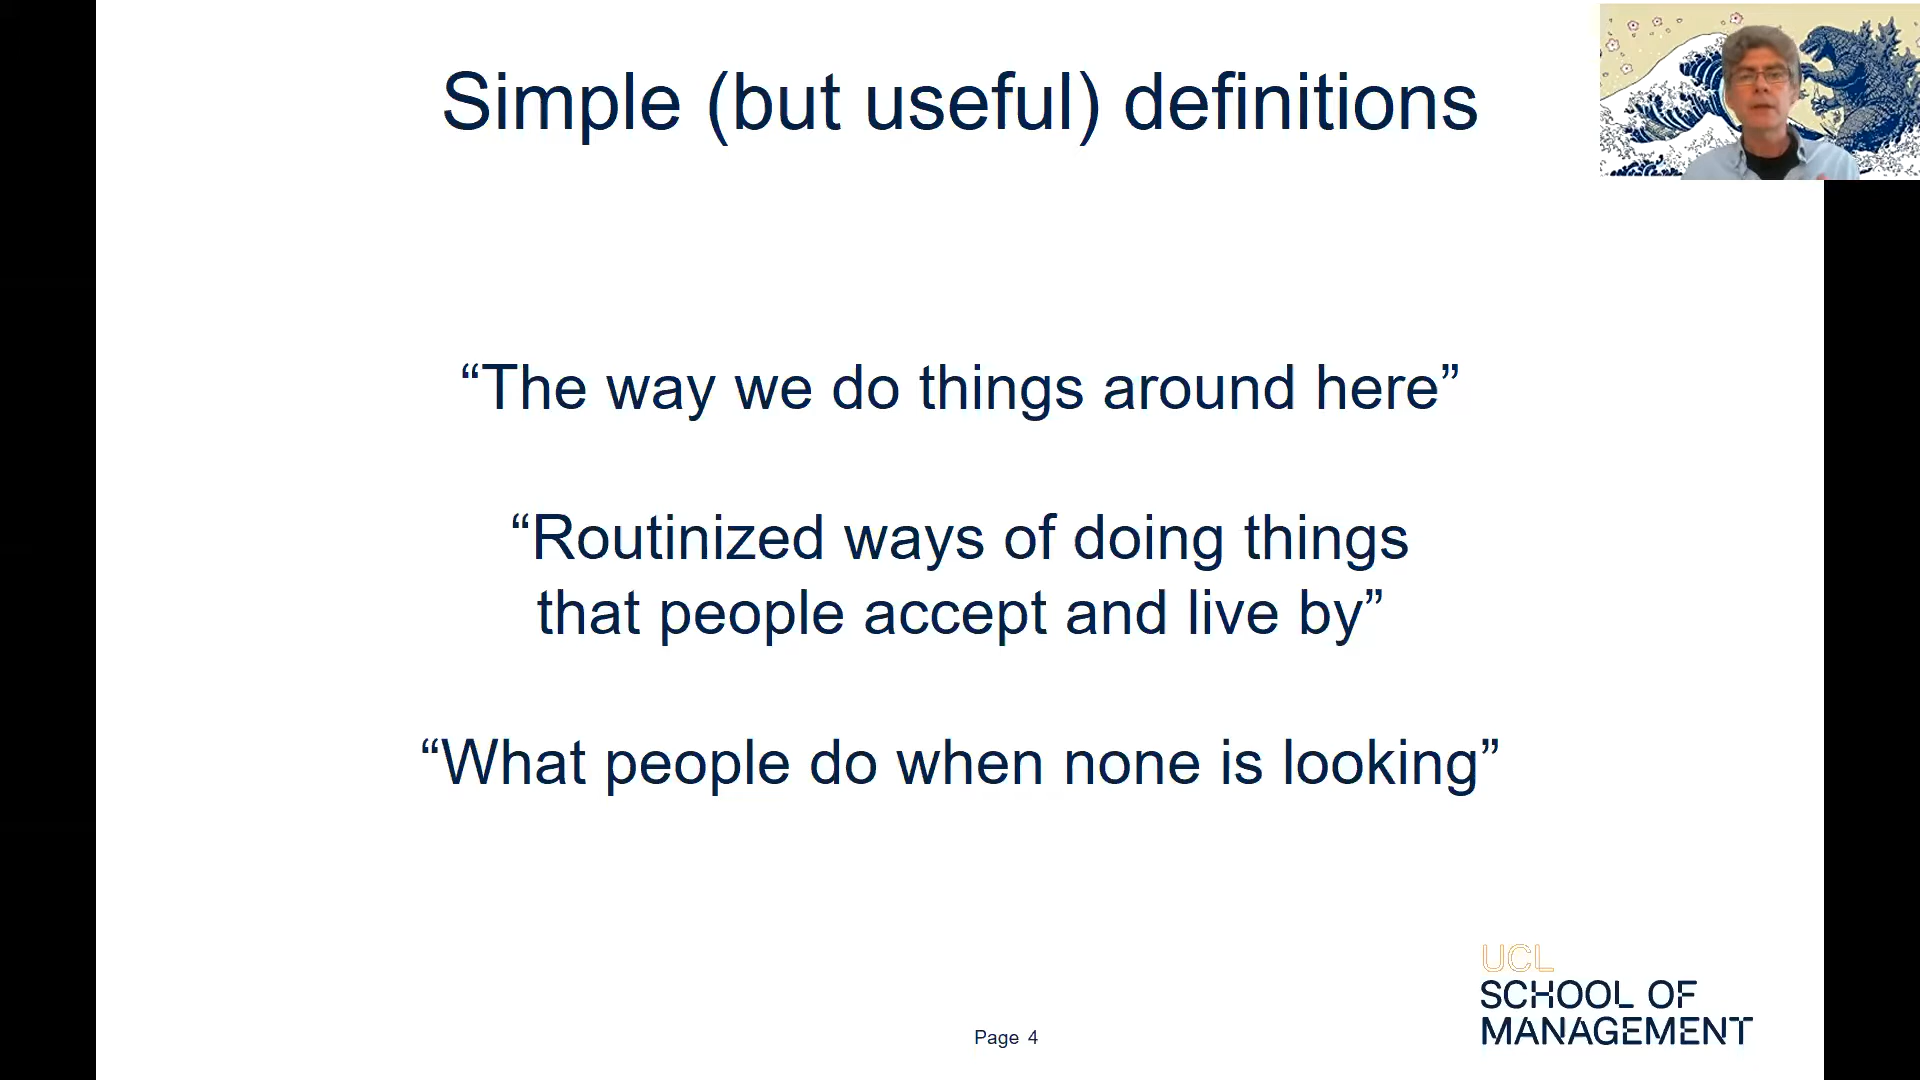 Simple (but useful) definitions
“The way we do things around here”
“Routinized ways of doing things
that people accept and live by”
“What people do when none is looking”
UCL
SCHOOL OF
MANAGEMENT
Page 4